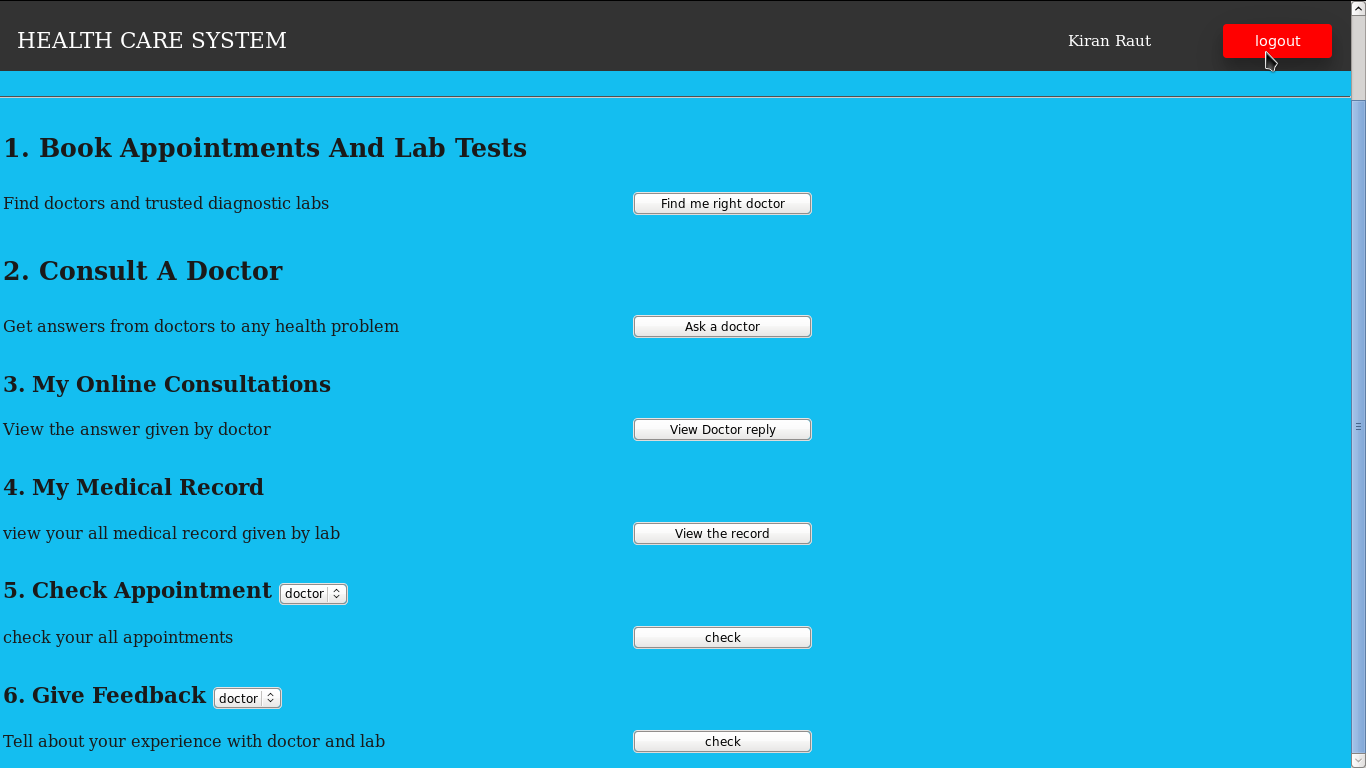 HEALTH CARE SYSTEM Kiran Raut logout
1. Book Appointments And Lab Tests
Find doctors and trusted diagnostic labs Find me right doctor
2. Consult A Doctor
Get answers from doctors to any health problem Ask a doctor
3. My Online Consultations
View the answer given by doctor View Doctor reply
4. My Medical Record
view your all medical record given by lab View the record
5. Check Appointment doctor
check your all appointments check
6. Give Feedback doctor
Tell about your experience with doctor and lab check